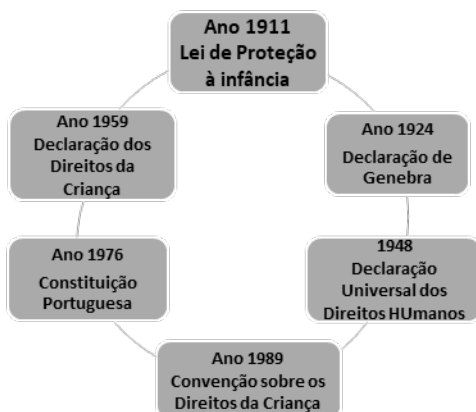 Ano 1911
Lei de Proteção
à infância
Ano 1924
Declaração de
Genebra
1948
Declaração
Universal dos
Direitos HUmanos
Ano 1989
Convenção sobre os
Direitos da Criança
Ano 1976
Constituição
Portuguesa
Ano 1959
Declaração dos
Direitos da
Criança